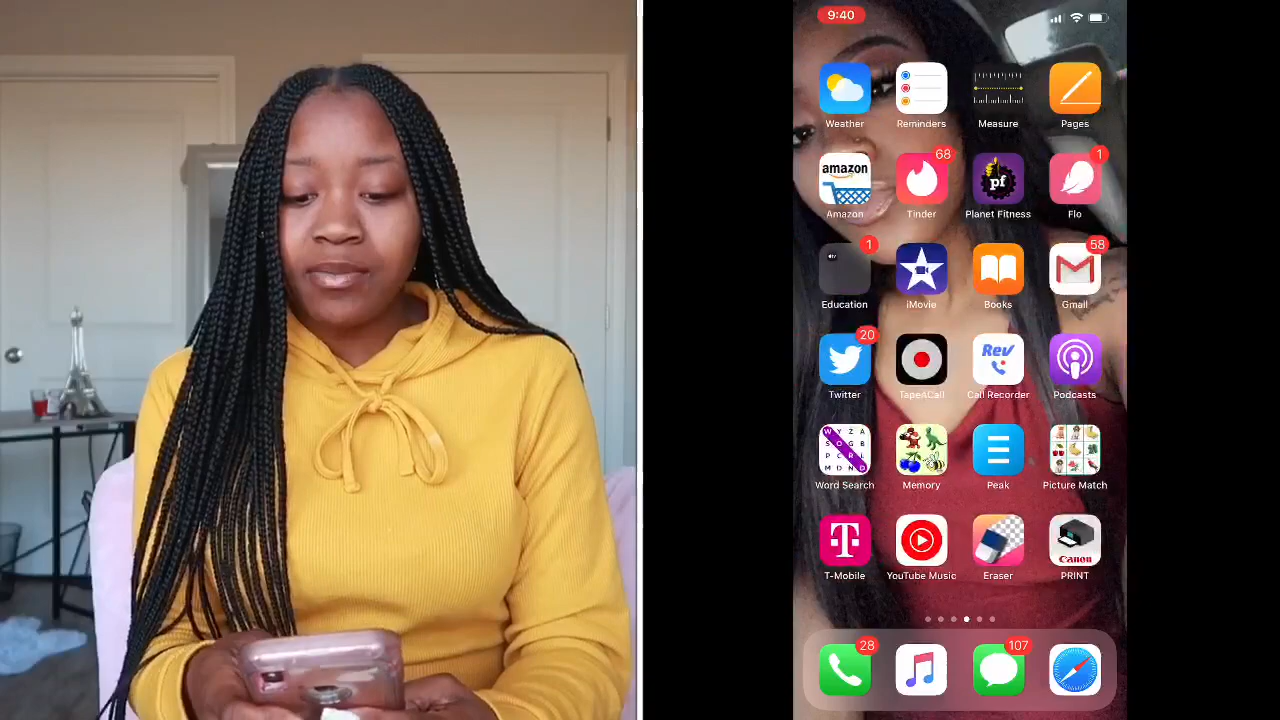 9:40
Weather Reminders Measure Pages
amazon 68 pf 1
Amazon Tinder Planet Fitness Flo
1 58
Education iMovie Books Gmail
20 Rev
Twitter TapeACall Call Recorder Podcasts
Word Search Memory Peak Picture Match
T Canon
T-Mobile YouTube Music Eraser PRINT
28 107